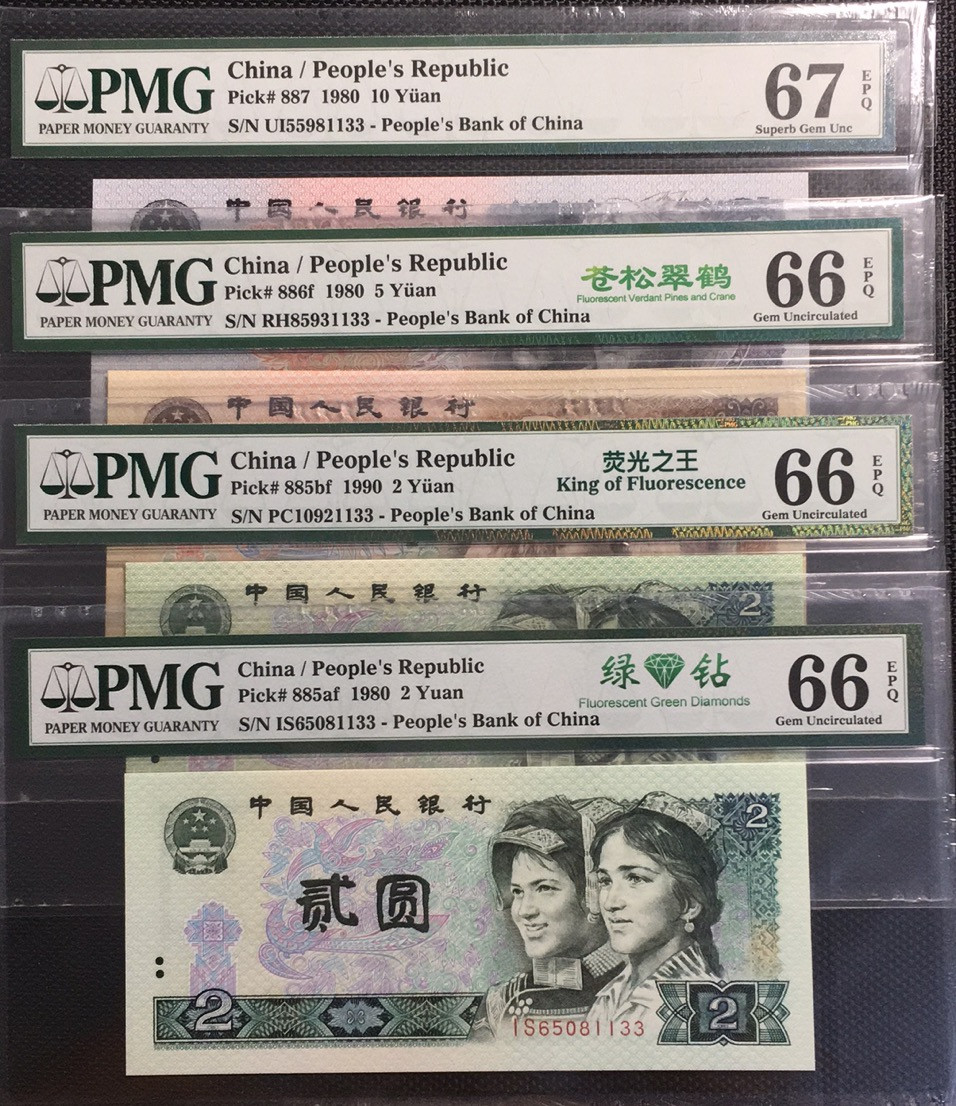 PMG
PAPER MONEY GUARANTY
China / People's Republic
Pick# 887 1980 10 Yüan
S/N UI55981133 - People's Bank of China
67
EPQ
Superb Gem Unc
中国人民银行
PMG
PAPER MONEY GUARANTY
China / People's Republic
Pick# 886f 1980 5 Yüan
S/N RH85931133 - People's Bank of China
苍松翠鹤
Fluorescent Verdant Pines and Crane
66
EPQ
Gem Uncirculated
中国人民银行
PMG
PAPER MONEY GUARANTY
China / People's Republic
Pick# 885bf 1990 2 Yüan
S/N PC10921133 - People's Bank of China
荧光之王
King of Fluorescence
66
EPQ
Gem Uncirculated
中国人民银行
2
PMG
PAPER MONEY GUARANTY
China / People's Republic
Pick# 885af 1980 2 Yuan
S/N IS65081133 - People's Bank of China
绿钻
Fluorescent Green Diamonds
66
EPQ
Gem Uncirculated
中国人民银行
2
贰圆
2
IS65081133
2